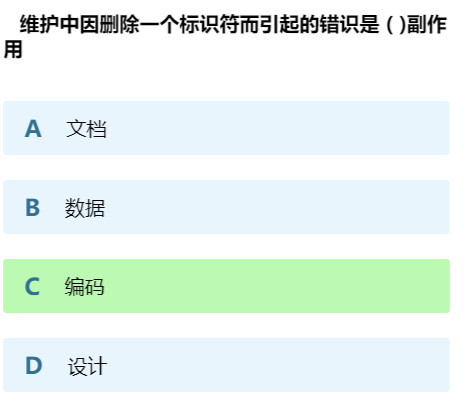 维护中因删除一个标识符而引起的错识是 ( )副作
用
A 文档
B 数据
C 编码
D 设计